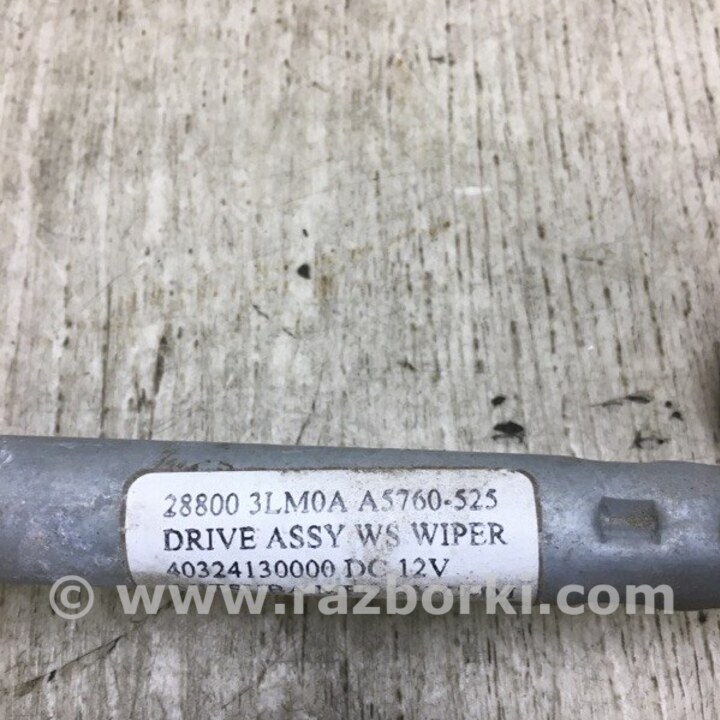 28800 3LM0A A5760-525
DRIVE ASSY WS WIPER
40324130000 DC 12V
www.razborki.com